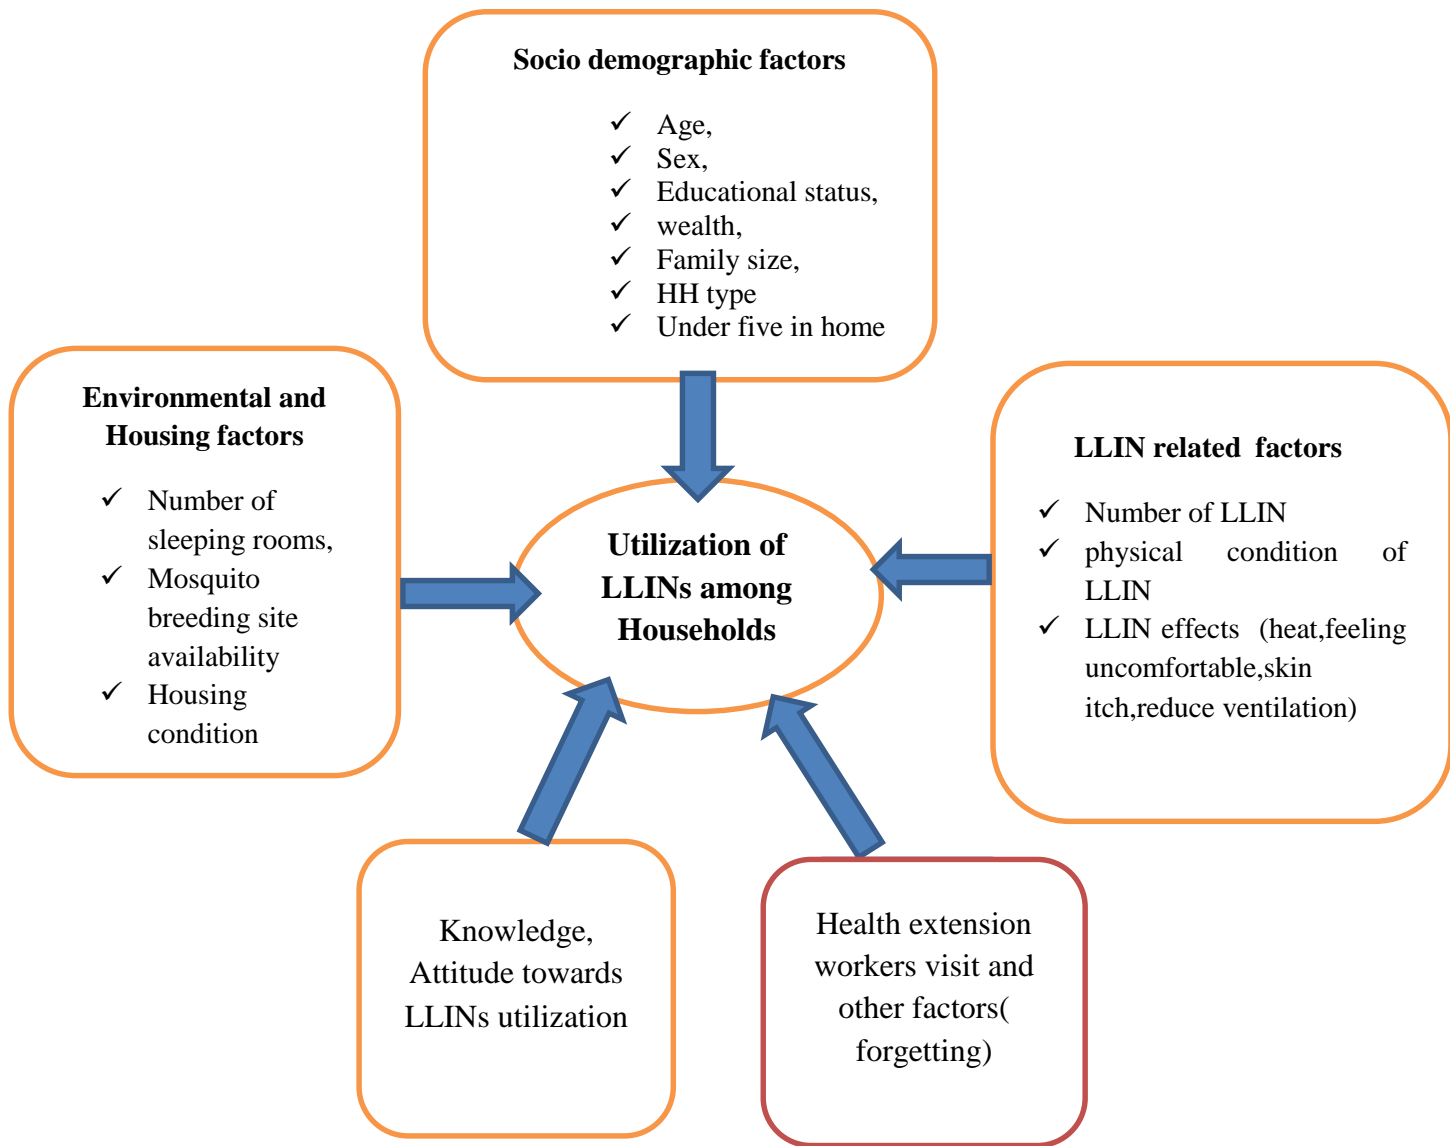 Socio demographic factors
✓ Age,
✓ Sex,
✓ Educational status,
✓ wealth,
✓ Family size,
✓ HH type
✓ Under five in home
Environmental and
Housing factors
✓ Number of
sleeping rooms,
✓ Mosquito
breeding site
availability
✓ Housing
condition
Utilization of
LLINs among
Households
LLIN related factors
✓ Number of LLIN
✓ physical condition of
LLIN
✓ LLIN effects (heat,feeling
uncomfortable,skin
itch,reduce ventilation)
Knowledge,
Attitude towards
LLINs utilization
Health extension
workers visit and
other factors(
forgetting)